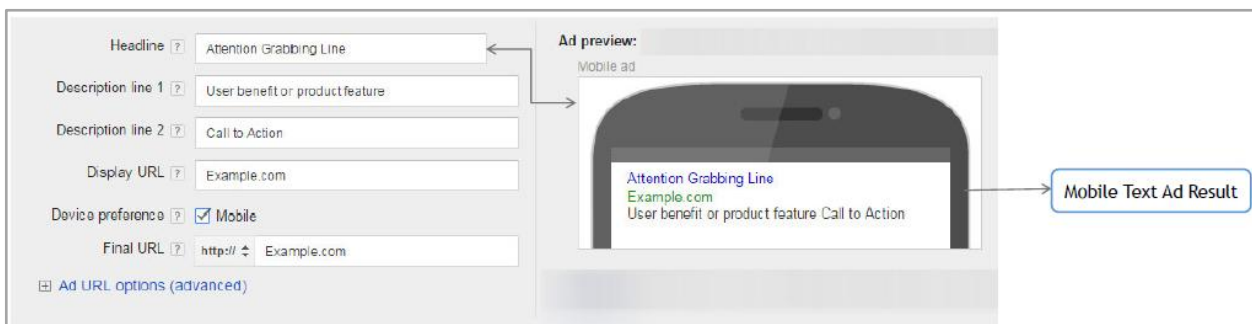 Headline ?
Attention Grabbing Line
Description line 1 ?
User benefit or product feature
Description line 2 ?
Call to Action
Display URL ?
Example.com
Device preference ?
Mobile
Final URL ?
http://
Example.com
Ad URL options (advanced)
Ad preview:
Mobile ad
Attention Grabbing Line
Example.com
User benefit or product feature Call to Action
Mobile Text Ad Result